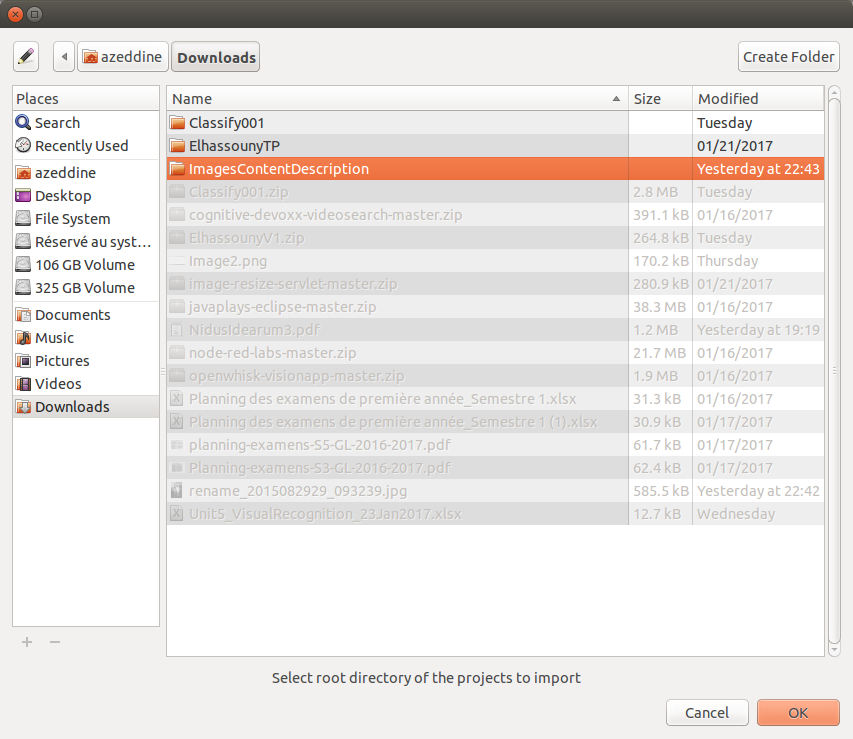 azeddine Downloads Create Folder
Places
Search
Recently Used
azeddine
Desktop
File System
Réservé au syst...
106 GB Volume
325 GB Volume
Documents
Music
Pictures
Videos
Downloads
Name Size Modified
Classify001 Tuesday
ElhassounyTP 01/21/2017
ImagesContentDescription Yesterday at 22:43
Classify001.zip 2.8 MB Tuesday
cognitive-devoxx-videosearch-master.zip 391.1 kB 01/16/2017
ElhassounyV1.zip 264.8 kB Tuesday
Image2.png 170.2 kB Thursday
image-resize-servlet-master.zip 280.9 kB 01/21/2017
javaplays-eclipse-master.zip 38.3 MB 01/16/2017
NidusIdearum3.pdf 1.2 MB Yesterday at 19:19
node-red-labs-master.zip 21.7 MB 01/16/2017
openwhisk-visionapp-master.zip 1.9 MB 01/16/2017
Planning des examens de première année_Semestre 1.xlsx 31.3 kB 01/16/2017
Planning des examens de première année_Semestre 1 (1).xlsx 30.9 kB 01/17/2017
planning-examens-S5-GL-2016-2017.pdf 61.7 kB 01/17/2017
Planning-examens-S3-GL-2016-2017.pdf 62.4 kB 01/17/2017
rename_2015082929_093239.jpg 585.5 kB Yesterday at 22:42
Unit5_VisualRecognition_23Jan2017.xlsx 12.7 kB Wednesday
Select root directory of the projects to import
Cancel OK